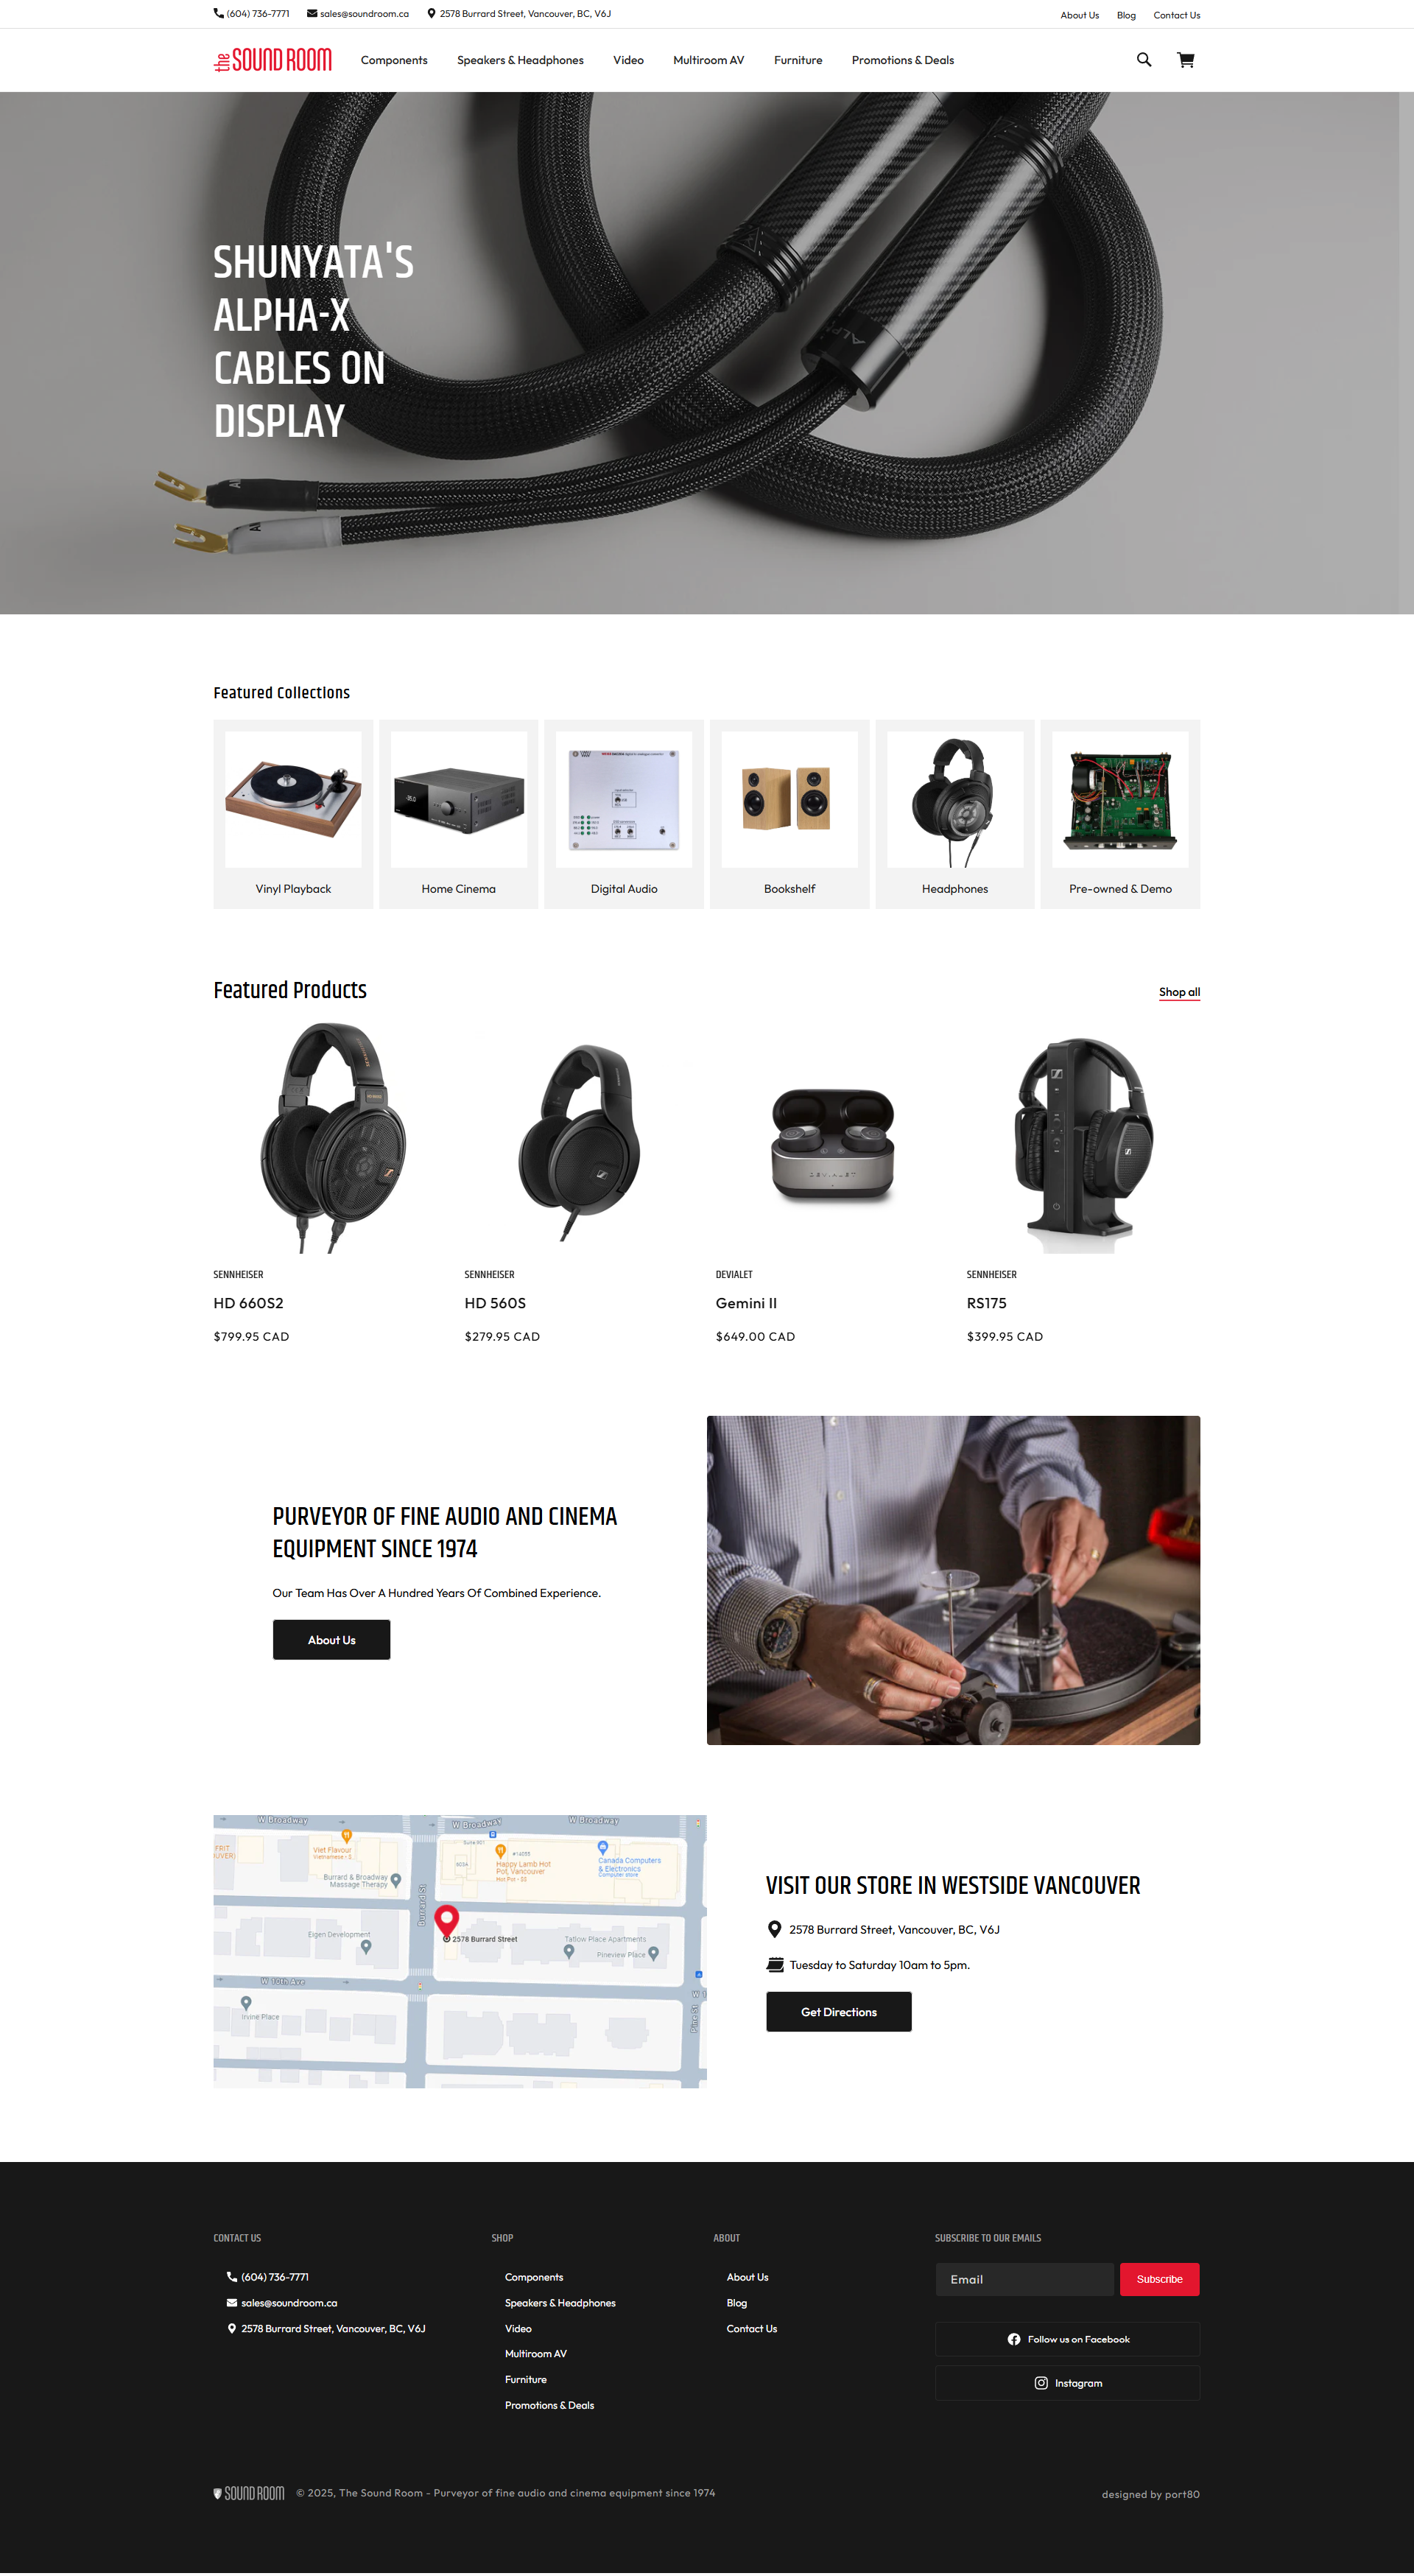 (604) 736-7771
sales@soundroom.ca
2578 Burrard Street, Vancouver, BC, V6J
About Us
Blog
Contact Us
the SOUND ROOM
Components
Speakers & Headphones
Video
Multiroom AV
Furniture
Promotions & Deals
SHUNYATA'S
ALPHA-X
CABLES ON
DISPLAY
Featured Collections
Vinyl Playback
Home Cinema
Digital Audio
Bookshelf
Headphones
Pre-owned & Demo
Featured Products
Shop all
DEVIALET
SENNHEISER
HD 660S2
$799.95 CAD
SENNHEISER
HD 560S
$279.95 CAD
DEVIALET
Gemini II
$649.00 CAD
SENNHEISER
RS175
$399.95 CAD
PURVEYOR OF FINE AUDIO AND CINEMA
EQUIPMENT SINCE 1974
Our Team Has Over A Hundred Years Of Combined Experience.
About Us
W Broadway
W Broadway
W Broadway
Viet Flavour
Vietnamese
Burrard & Broadway
Massage Therapy
Happy Lamb Hot
Pot, Vancouver
Hot Pot
Canada Computers
& Electronics
Computer store
Burrard St
2578 Burrard Street
Eigen Development
Tatlow Place Apartments
Pineview Place
W 10th Ave
Irvine Place
Pine St
VISIT OUR STORE IN WESTSIDE VANCOUVER
2578 Burrard Street, Vancouver, BC, V6J
Tuesday to Saturday 10am to 5pm.
Get Directions
CONTACT US
(604) 736-7771
sales@soundroom.ca
2578 Burrard Street, Vancouver, BC, V6J
SHOP
Components
Speakers & Headphones
Video
Multiroom AV
Furniture
Promotions & Deals
ABOUT
About Us
Blog
Contact Us
SUBSCRIBE TO OUR EMAILS
Email
Subscribe
Follow us on Facebook
Instagram
SOUND ROOM
© 2025, The Sound Room - Purveyor of fine audio and cinema equipment since 1974
designed by port80